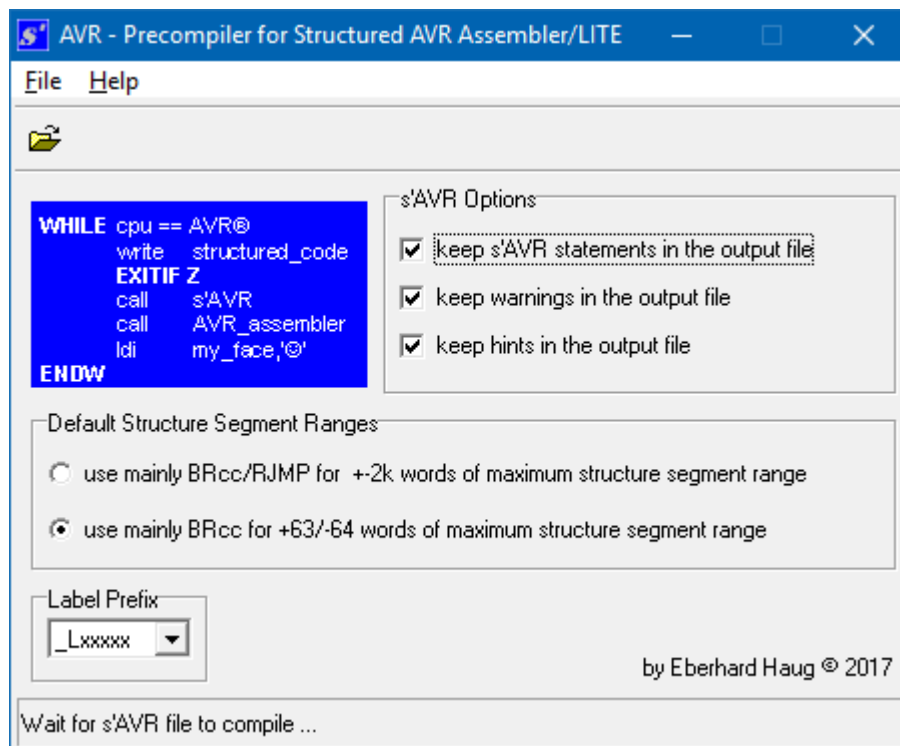 s' AVR - Precompiler for Structured AVR Assembler/LITE
File Help
WHILE cpu == AVR®
write structured_code
EXITIF Z
call s'AVR
call AVR_assembler
ldi my_face,'☺'
ENDW
s'AVR Options
keep s'AVR statements in the output file
keep warnings in the output file
keep hints in the output file
Default Structure Segment Ranges
use mainly BRcc/RJMP for +-2k words of maximum structure segment range
use mainly BRcc for +63/-64 words of maximum structure segment range
Label Prefix
_Lxxxxx
by Eberhard Haug © 2017
Wait for s'AVR file to compile ...